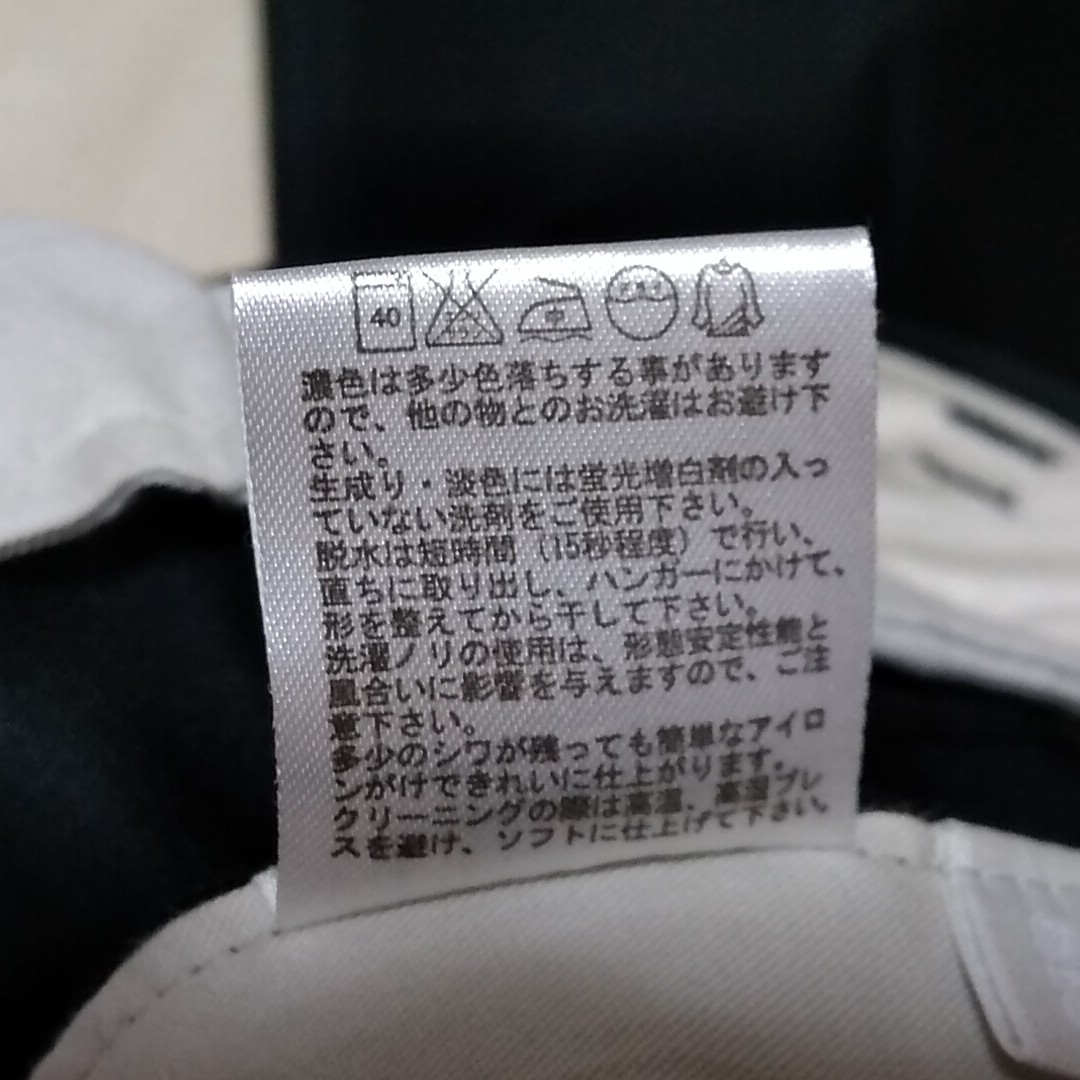 40 中
濃色は多少色落ちする事があります
ので、他の物とのお洗濯はお避け下
さい。
生成り・淡色には蛍光増白剤の入っ
ていない洗剤をご使用下さい。
脱水は短時間（15秒程度）で行い、
直ちに取り出し、ハンガーにかけて、
形を整えてから干して下さい。
洗濯ノリの使用は、形態安定性能と
風合いに影響を与えますので、ご注
意下さい。
多少のシワが残っても簡単なアイロ
ンがけできれいに仕上がります。
クリーニングの際は高温、高湿プレ
スを避け、ソフトに仕上げて下さい。